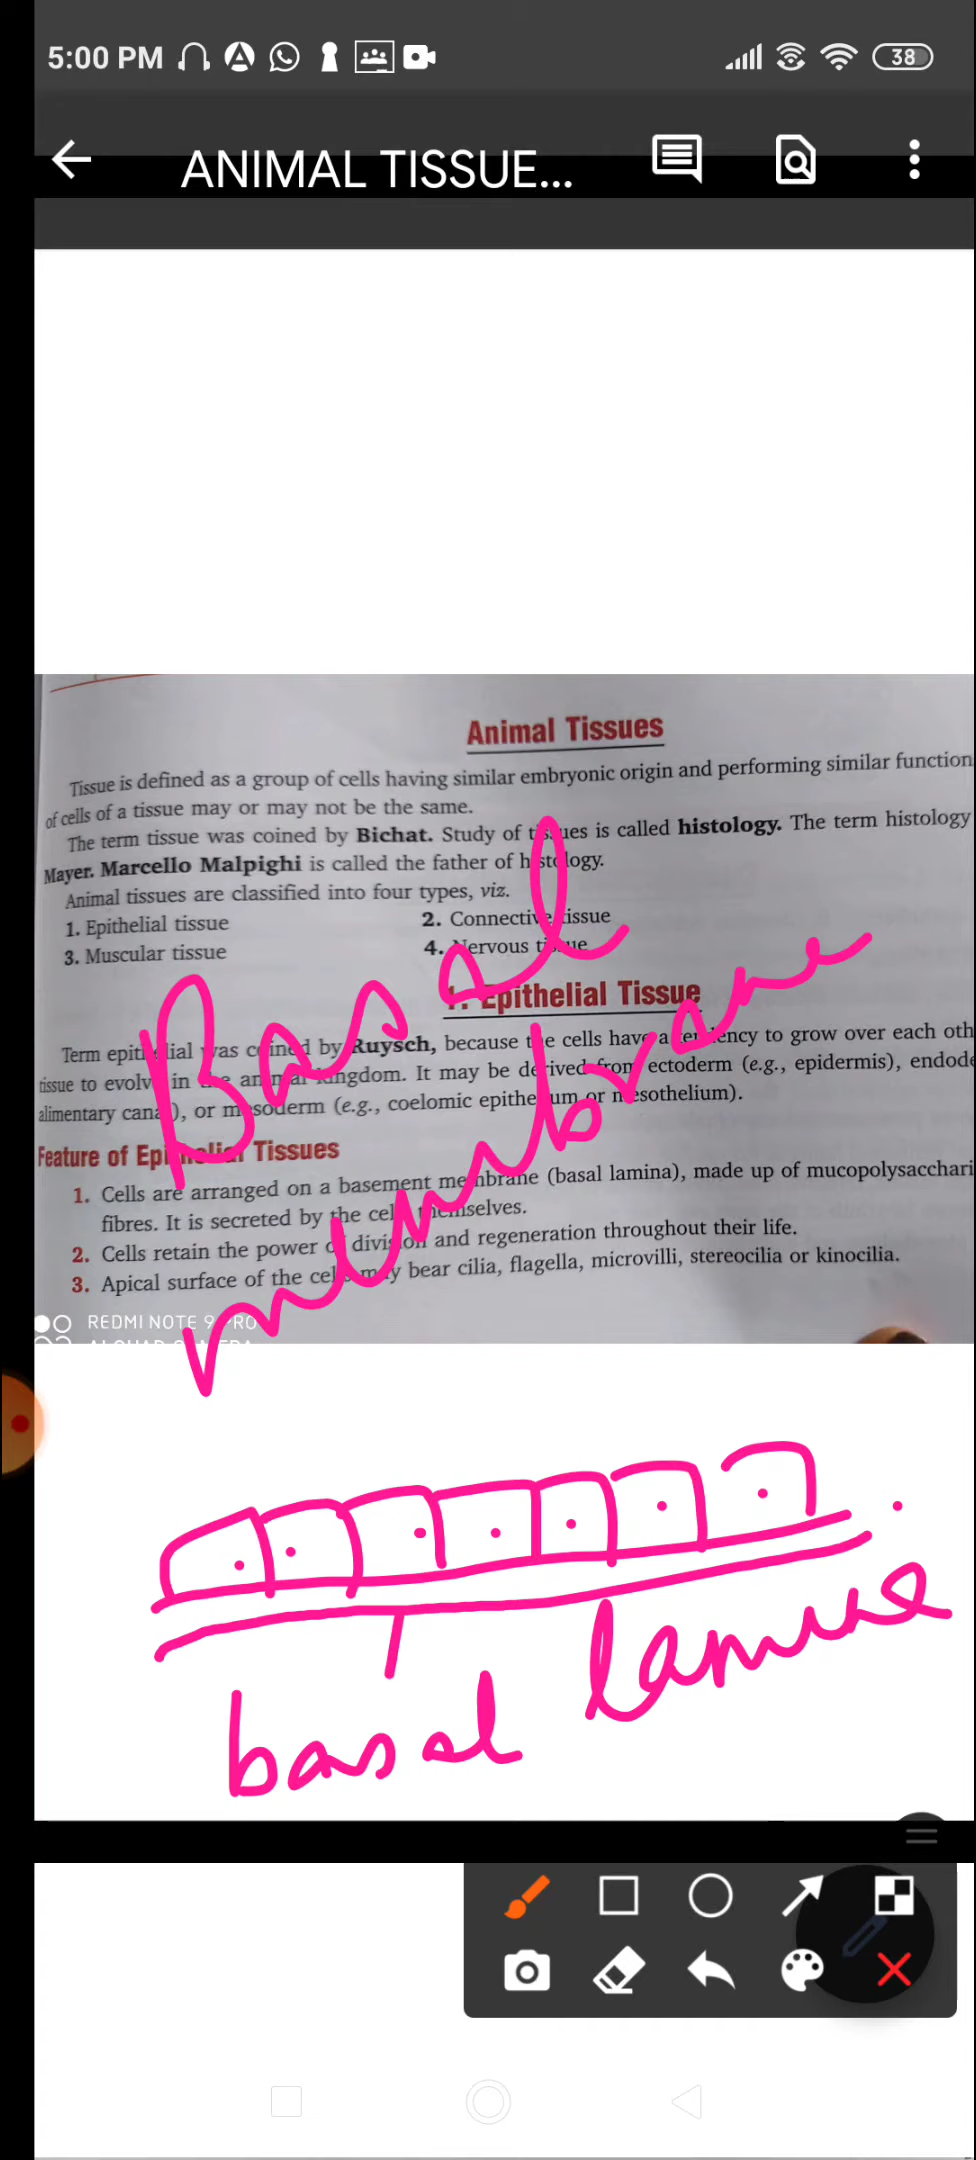 5:00 PM
38
ANIMAL TISSUE...
Animal Tissues
Tissue is defined as a group of cells having similar embryonic origin and performing similar function
of cells of a tissue may or may not be the same.
The term tissue was coined by Bichat. Study of tissues is called histology. The term histology
Mayer. Marcello Malpighi is called the father of histology.
Animal tissues are classified into four types, viz.
1. Epithelial tissue 2. Connective tissue
3. Muscular tissue 4. Nervous tissue
1. Epithelial Tissue
Term epithelial was coined by Ruysch, because the cells have a tendency to grow over each oth
tissue to evolve in the animal kingdom. It may be derived from ectoderm (e.g., epidermis), endode
alimentary canal), or mesoderm (e.g., coelomic epithelium or mesothelium).
Feature of Epithelial Tissues
1. Cells are arranged on a basement membrane (basal lamina), made up of mucopolysacchari
fibres. It is secreted by the cells themselves.
2. Cells retain the power of division and regeneration throughout their life.
3. Apical surface of the cells may bear cilia, flagella, microvilli, stereocilia or kinocilia.
REDMI NOTE 9 PRO
Basal
membrane
basal lamina